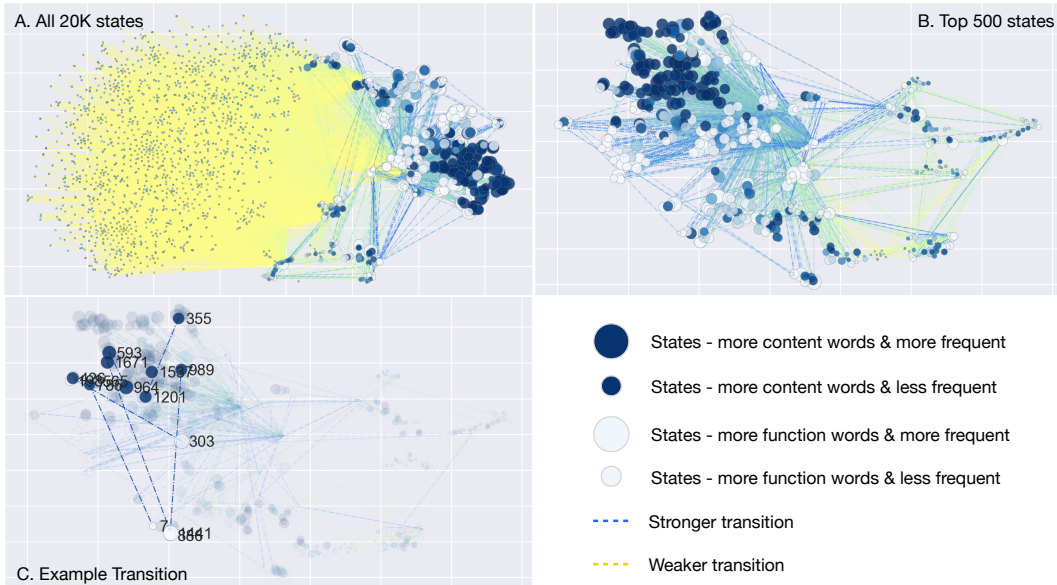 A. All 20K states
B. Top 500 states
355
593
1671
1537
989
964
1201
303
7
C. Example Transition
States - more content words & more frequent
States - more content words & less frequent
States - more function words & more frequent
States - more function words & less frequent
Stronger transition
Weaker transition